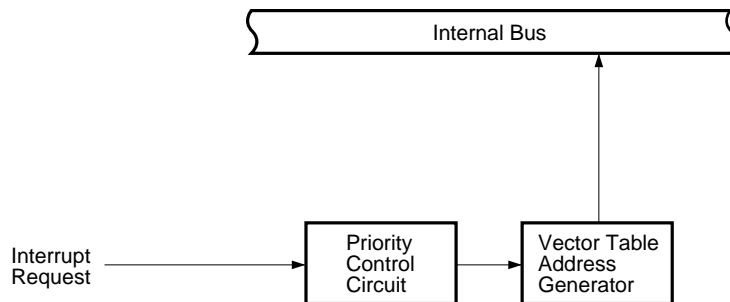 Internal Bus
Interrupt
Request
Priority
Control
Circuit
Vector Table
Address
Generator